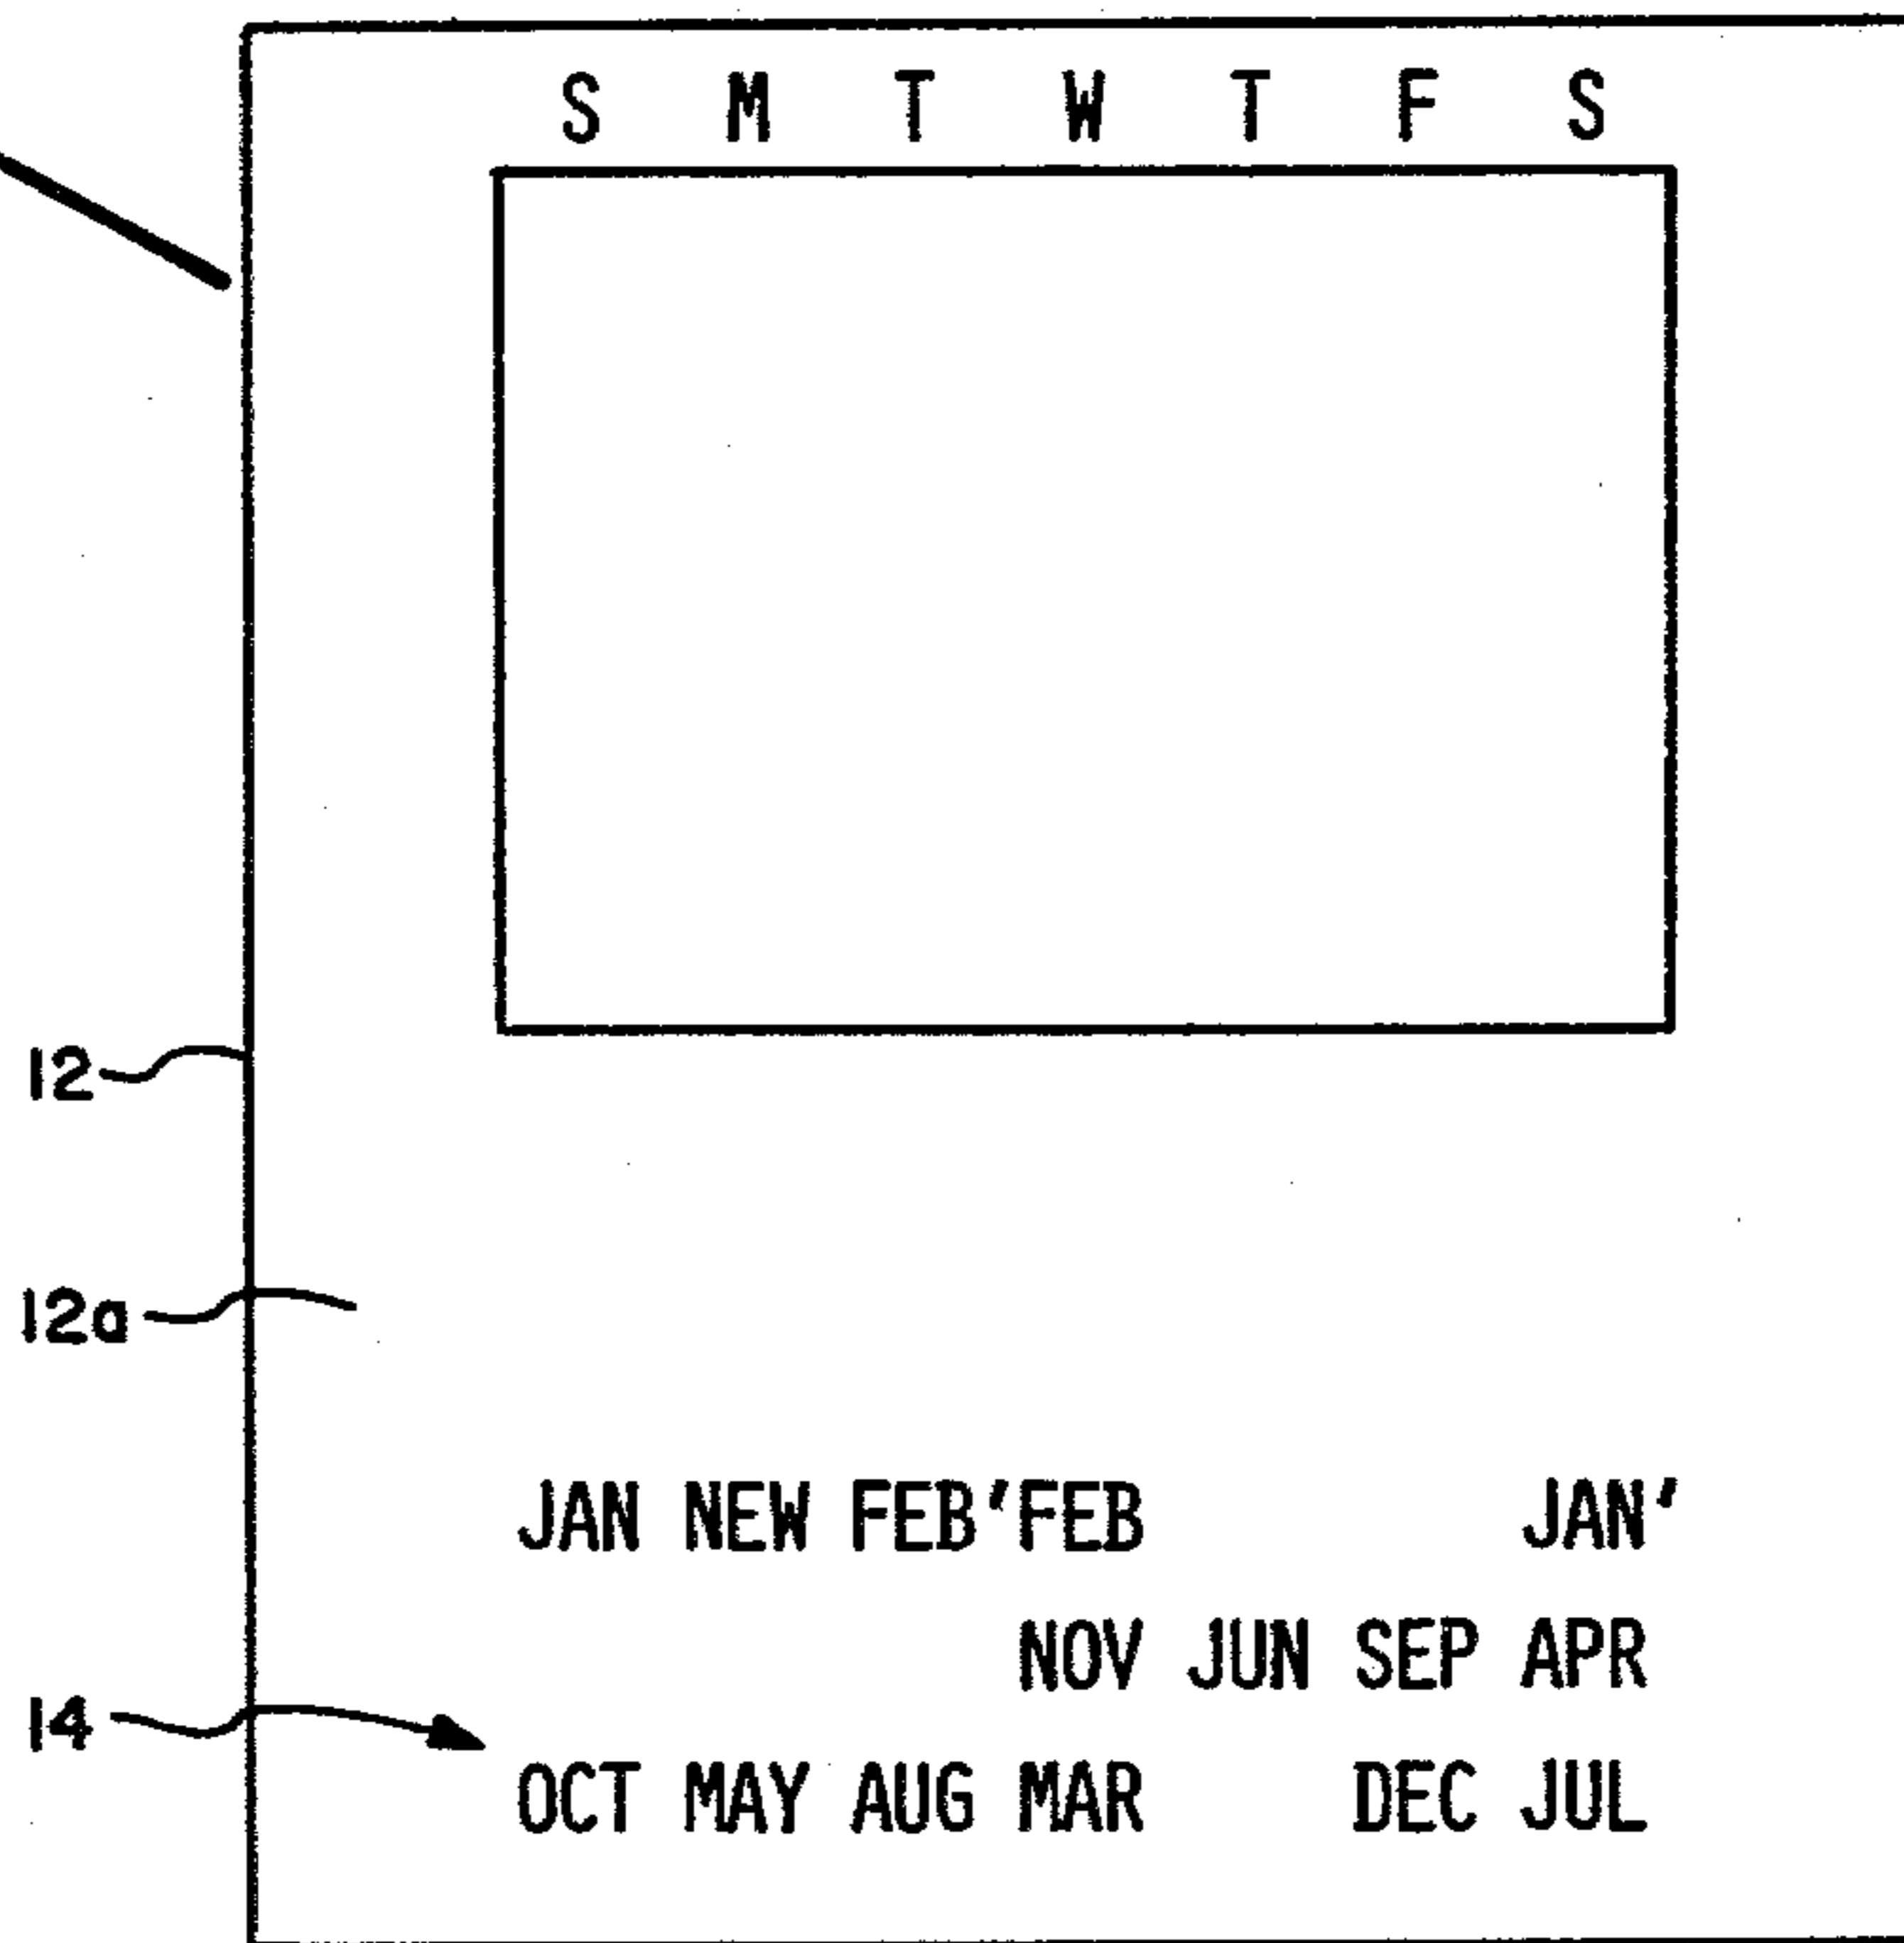 S M T W T F S
12
12a
JAN NEW FEB'FEB JAN'
NOV JUN SEP APR
14
OCT MAY AUG MAR DEC JUL